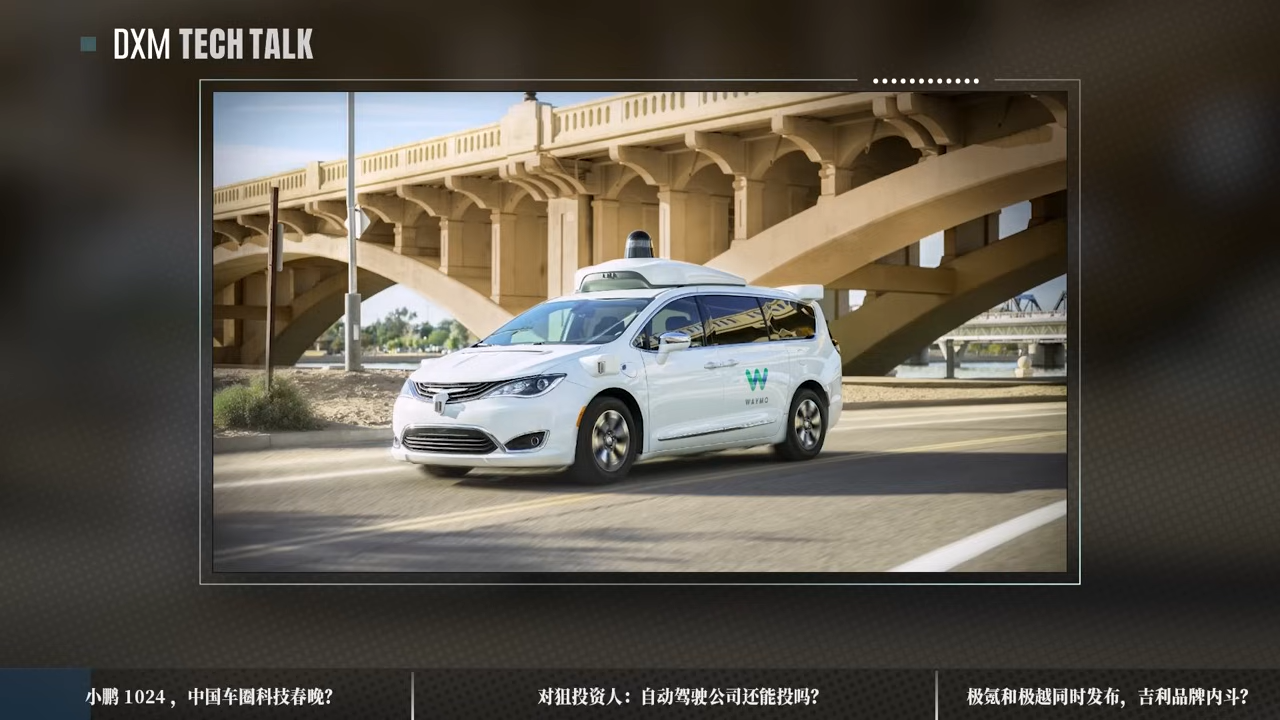 DXM TECH TALK
WAYMO
小鹏 1024，中国车圈科技春晚？
对狙投资人：自动驾驶公司还能投吗？
极氪和极越同时发布，吉利品牌内斗？